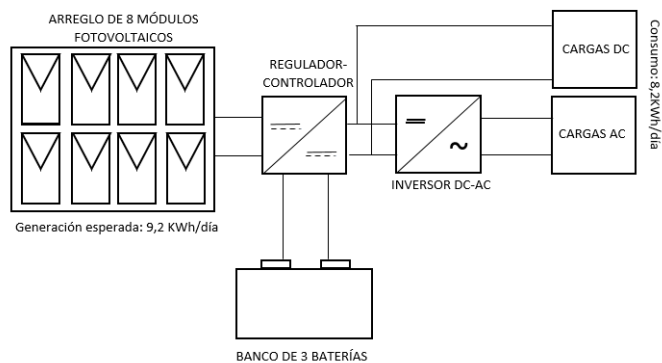 ARREGLO DE 8 MÓDULOS
FOTOVOLTAICOS
Generación esperada: 9,2 KWh/día
REGULADOR-
CONTROLADOR
INVERSOR DC-AC
CARGAS DC
CARGAS AC
Consumo: 8,2KWh/día
BANCO DE 3 BATERÍAS